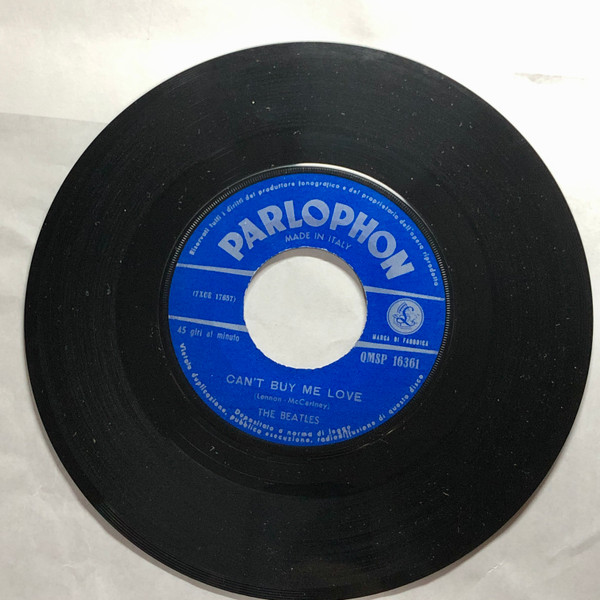 Riservati tutti i diritti del produttore fonografico e del proprietario dell'opera riprodotta
PARLOPHON
MADE IN ITALY
(7XCE 17657)
MARCA DI FABBRICA
45 giri al minuto
QMSP 16361
CAN'T BUY ME LOVE
(Lennon - McCartney)
THE BEATLES
Depositato a norma di legge
Vietata duplicazione, pubblica esecuzione, radiodiffusione di questo disco